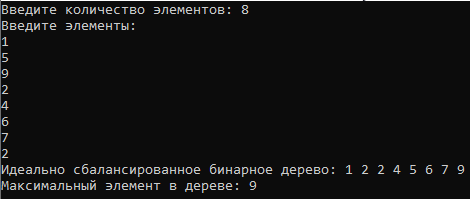 Введите количество элементов: 8
Введите элементы:
1
5
9
2
4
6
7
2
Идеально сбалансированное бинарное дерево: 1 2 2 4 5 6 7 9
Максимальный элемент в дереве: 9